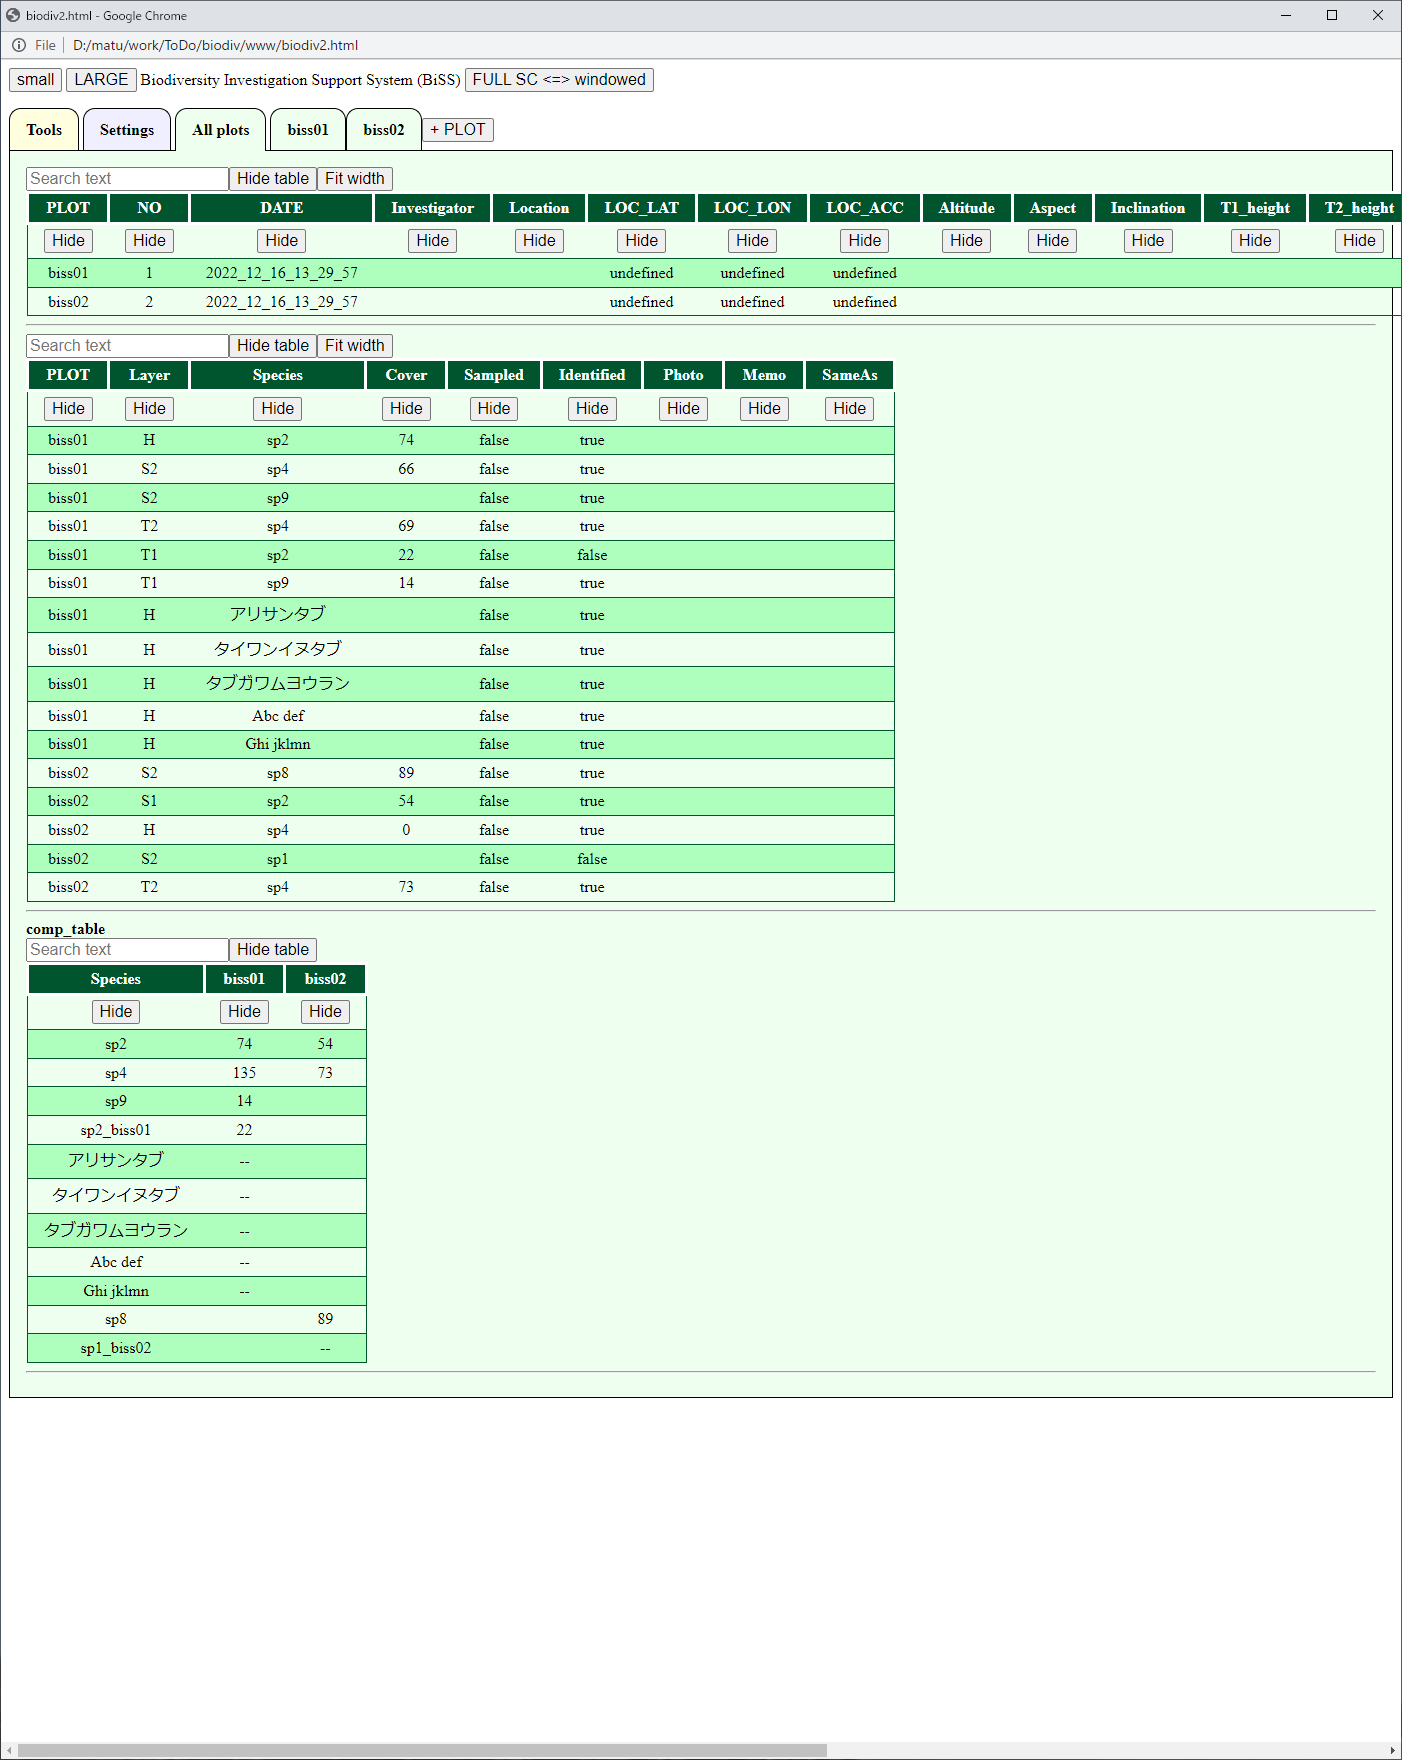 biodiv2.html - Google Chrome
File D:/matu/work/ToDo/biodiv/www/biodiv2.html
small LARGE Biodiversity Investigation Support System (BiSS) FULL SC <=> windowed
Tools Settings All plots biss01 biss02 + PLOT
Search text Hide table Fit width
PLOT NO DATE Investigator Location LOC_LAT LOC_LON LOC_ACC Altitude Aspect Inclination T1_height T2_height
Hide Hide Hide Hide Hide Hide Hide Hide Hide Hide Hide Hide Hide
biss01 1 2022_12_16_13_29_57 undefined undefined undefined
biss02 2 2022_12_16_13_29_57 undefined undefined undefined
Search text Hide table Fit width
PLOT Layer Species Cover Sampled Identified Photo Memo SameAs
Hide Hide Hide Hide Hide Hide Hide Hide Hide
biss01 H sp2 74 false true
biss01 S2 sp4 66 false true
biss01 S2 sp9 false true
biss01 T2 sp4 69 false true
biss01 T1 sp2 22 false false
biss01 T1 sp9 14 false true
biss01 H アリサンタブ false true
biss01 H タイワンイヌタブ false true
biss01 H タブガワムヨウラン false true
biss01 H Abc def false true
biss01 H Ghi jklmn false true
biss02 S2 sp8 89 false true
biss02 S1 sp2 54 false true
biss02 H sp4 0 false true
biss02 S2 sp1 false false
biss02 T2 sp4 73 false true
comp_table
Search text Hide table
Species biss01 biss02
Hide Hide Hide
sp2 74 54
sp4 135 73
sp9 14
sp2_biss01 22
アリサンタブ --
タイワンイヌタブ --
タブガワムヨウラン --
Abc def --
Ghi jklmn --
sp8 89
sp1_biss02 --